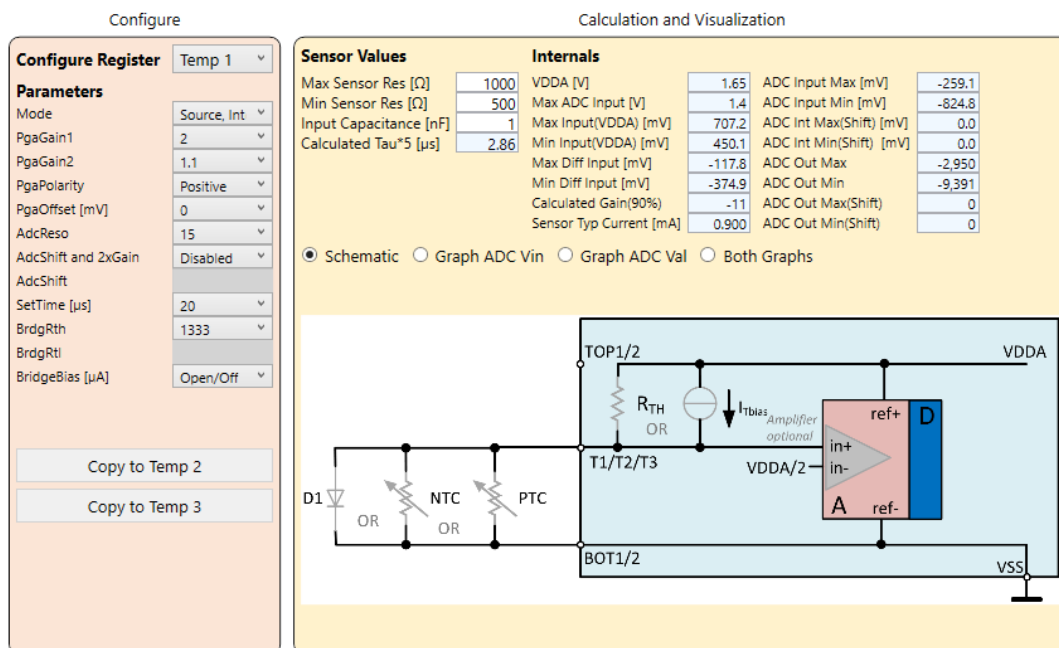 Configure
Calculation and Visualization
Configure Register Temp 1
Parameters
Mode Source, Int
PgaGain1 2
PgaGain2 1.1
PgaPolarity Positive
PgaOffset [mV] 0
AdcReso 15
AdcShift and 2xGain Disabled
AdcShift
SetTime [µs] 20
BrdgRth 1333
BrdgRtl
BridgeBias [µA] Open/Off
Copy to Temp 2
Copy to Temp 3
Sensor Values
Max Sensor Res [Ω] 1000
Min Sensor Res [Ω] 500
Input Capacitance [nF] 1
Calculated Tau*5 [µs] 2.86
Internals
VDDA [V] 1.65
Max ADC Input [V] 1.4
Max Input(VDDA) [mV] 707.2
Min Input(VDDA) [mV] 450.1
Max Diff Input [mV] -117.8
Min Diff Input [mV] -374.9
Calculated Gain(90%) -11
Sensor Typ Current [mA] 0.900
ADC Input Max [mV] -259.1
ADC Input Min [mV] -824.8
ADC Int Max(Shift) [mV] 0.0
ADC Int Min(Shift) [mV] 0.0
ADC Out Max -2,950
ADC Out Min -9,391
ADC Out Max(Shift) 0
ADC Out Min(Shift) 0
Schematic Graph ADC Vin Graph ADC Val Both Graphs
TOP1/2
VDDA
RTH
OR
ITbias
Amplifier
optional
ref+
D
in+
T1/T2/T3
VDDA/2
in-
A
ref-
D1
OR
NTC
OR
PTC
BOT1/2
VSS